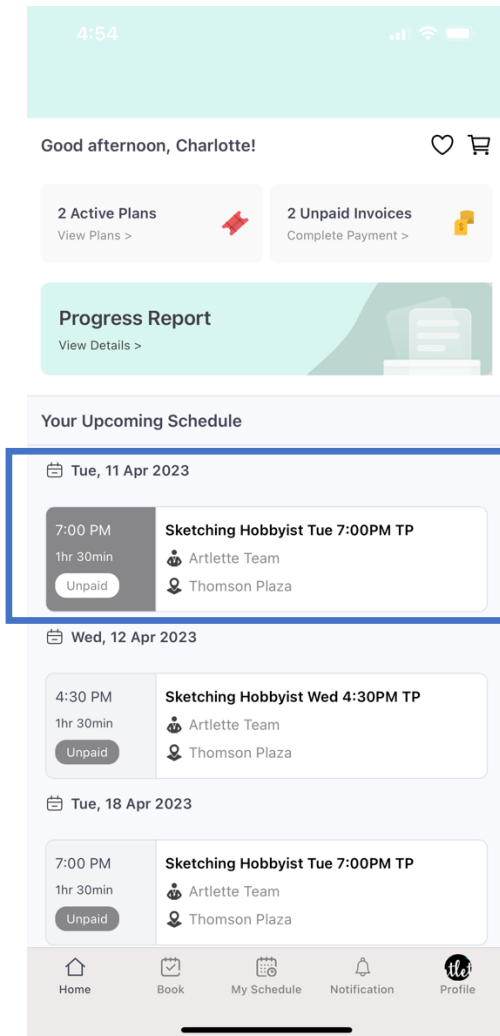 4:54
Good afternoon, Charlotte!
2 Active Plans
View Plans >
2 Unpaid Invoices
Complete Payment >
$
Progress Report
View Details >
Your Upcoming Schedule
Tue, 11 Apr 2023
7:00 PM
1hr 30min
Unpaid
Sketching Hobbyist Tue 7:00PM TP
Artlette Team
Thomson Plaza
Wed, 12 Apr 2023
4:30 PM
1hr 30min
Unpaid
Sketching Hobbyist Wed 4:30PM TP
Artlette Team
Thomson Plaza
Tue, 18 Apr 2023
7:00 PM
1hr 30min
Unpaid
Sketching Hobbyist Tue 7:00PM TP
Artlette Team
Thomson Plaza
Home
Book
My Schedule
Notification
tlet
Profile